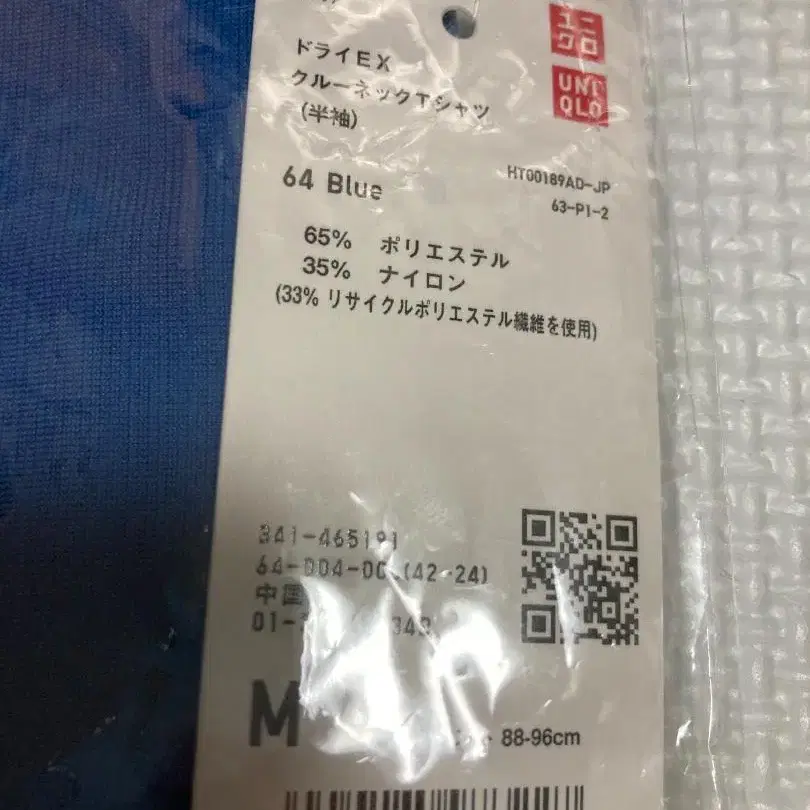 ユニ
クロ
UNI
QLO
ドライEX
クルーネックTシャツ
(半袖)
64 Blue
HT00189AD-JP
63-P1-2
65% ポリエステル
35% ナイロン
(33% リサイクルポリエステル繊維を使用)
341-465191
(42-24)
中国
M
88-96cm